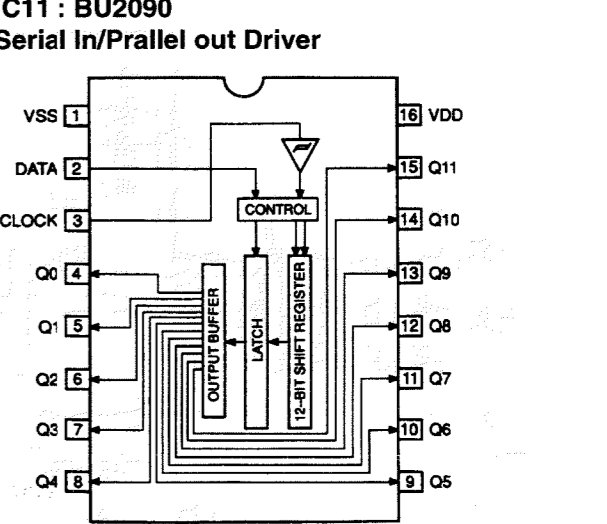 C11 : BU2090
Serial In/Prallel out Driver
VSS 1
16 VDD
DATA 2
15 Q11
CLOCK 3
14 Q10
CONTROL
Q0 4
13 Q9
Q1 5
12 Q8
Q2 6
11 Q7
Q3 7
10 Q6
Q4 8
9 Q5
OUTPUT BUFFER
LATCH
12-BIT SHIFT REGISTER